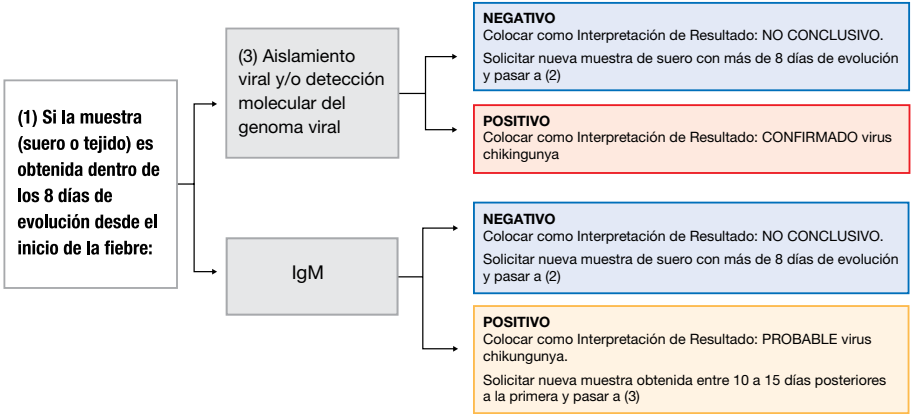 (1) Si la muestra
(suero o tejido) es
obtenida dentro de
los 8 días de
evolución desde el
inicio de la fiebre:
(3) Aislamiento
viral y/o detección
molecular del
genoma viral
NEGATIVO
Colocar como Interpretación de Resultado: NO CONCLUSIVO.
Solicitar nueva muestra de suero con más de 8 días de evolución
y pasar a (2)
POSITIVO
Colocar como Interpretación de Resultado: CONFIRMADO virus
chikingunya
IgM
NEGATIVO
Colocar como Interpretación de Resultado: NO CONCLUSIVO.
Solicitar nueva muestra de suero con más de 8 días de evolución
y pasar a (2)
POSITIVO
Colocar como Interpretación de Resultado: PROBABLE virus
chikungunya.
Solicitar nueva muestra obtenida entre 10 a 15 días posteriores
a la primera y pasar a (3)